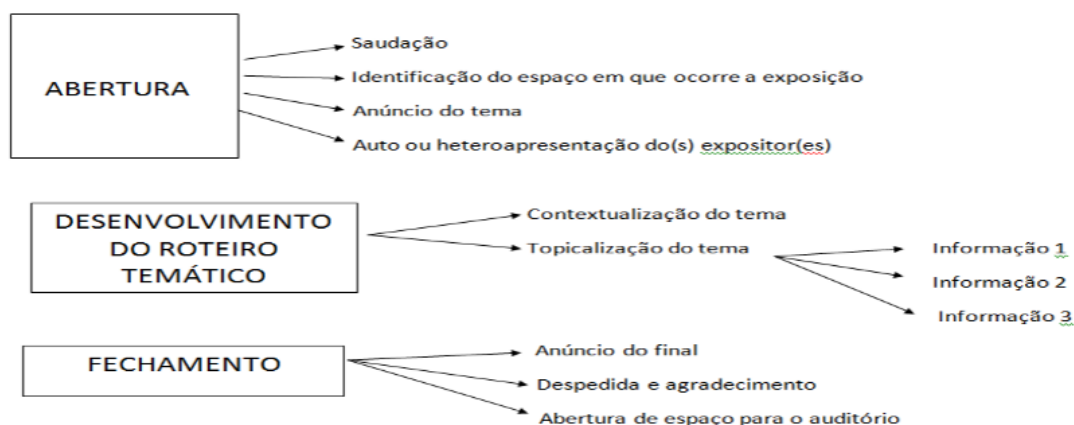 ABERTURA
Saudação
Identificação do espaço em que ocorre a exposição
Anúncio do tema
Auto ou heteroapresentação do(s) expositor(es)
DESENVOLVIMENTO
DO ROTEIRO
TEMÁTICO
Contextualização do tema
Topicalização do tema
Informação 1
Informação 2
Informação 3
FECHAMENTO
Anúncio do final
Despedida e agradecimento
Abertura de espaço para o auditório